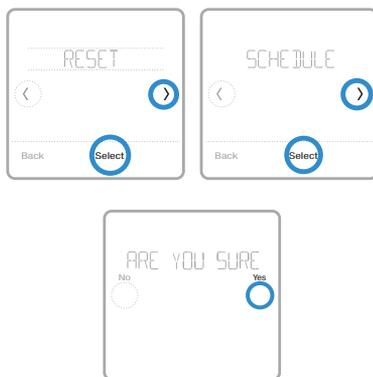 RESET
Back Select
SCHEDULE
Back Select
ARE YOU SURE
No Yes